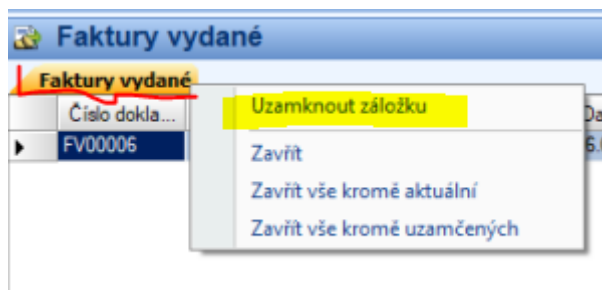 Faktury vydané
Faktury vydané
Číslo dokla...
FV00006
Uzamknout záložku
Zavřít
Zavřít vše kromě aktuální
Zavřít vše kromě uzamčených